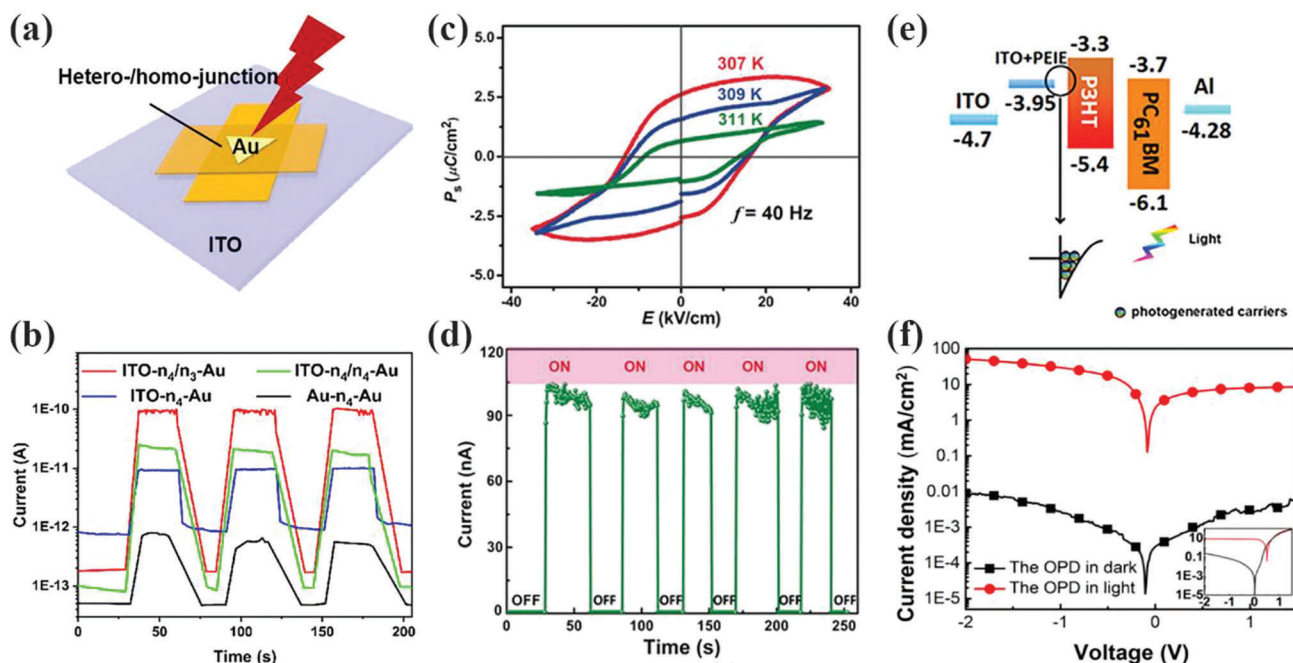 (a)
Hetero-/homo-junction
Au
ITO
(c)
5.0
2.5
0.0
-2.5
-5.0
Pₛ (μC/cm²)
307 K
309 K
311 K
f = 40 Hz
-40
-20
0
20
40
E (kV/cm)
(e)
ITO+PEIE
ITO
-4.7
-3.95
-3.3
P3HT
-5.4
-3.7
PC₆₁BM
-6.1
Al
-4.28
Light
photogenerated carriers
(b)
ITO-n₄/n₃-Au
ITO-n₄/n₄-Au
ITO-n₄-Au
Au-n₄-Au
1E-10
1E-11
1E-12
1E-13
Current (A)
0
50
100
150
200
Time (s)
(d)
120
90
60
30
0
Current (nA)
ON
ON
ON
ON
ON
OFF
OFF
OFF
OFF
OFF
OFF
0
50
100
150
200
250
Time (s)
(f)
100
10
1
0.1
0.01
1E-3
1E-4
1E-5
Current density (mA/cm²)
The OPD in dark
The OPD in light
10
0.1
1E-3
1E-5
-2
-1
0
1
Voltage (V)